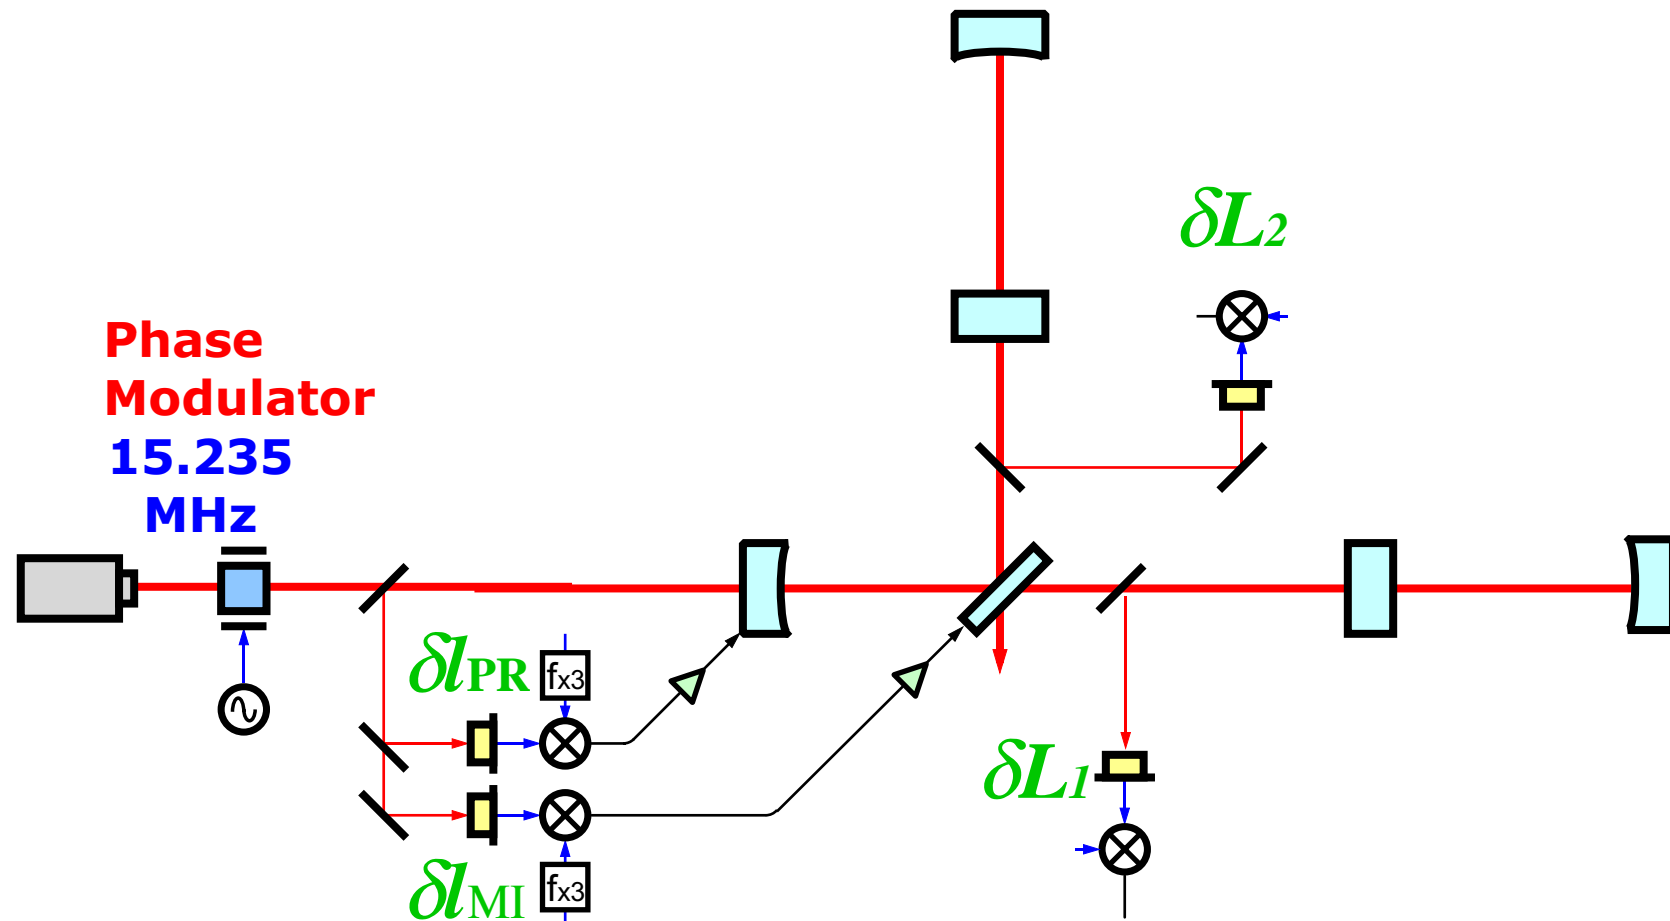 δL2
Phase
Modulator
15.235
MHz
δlPR
fx3
δL1
δlMI
fx3